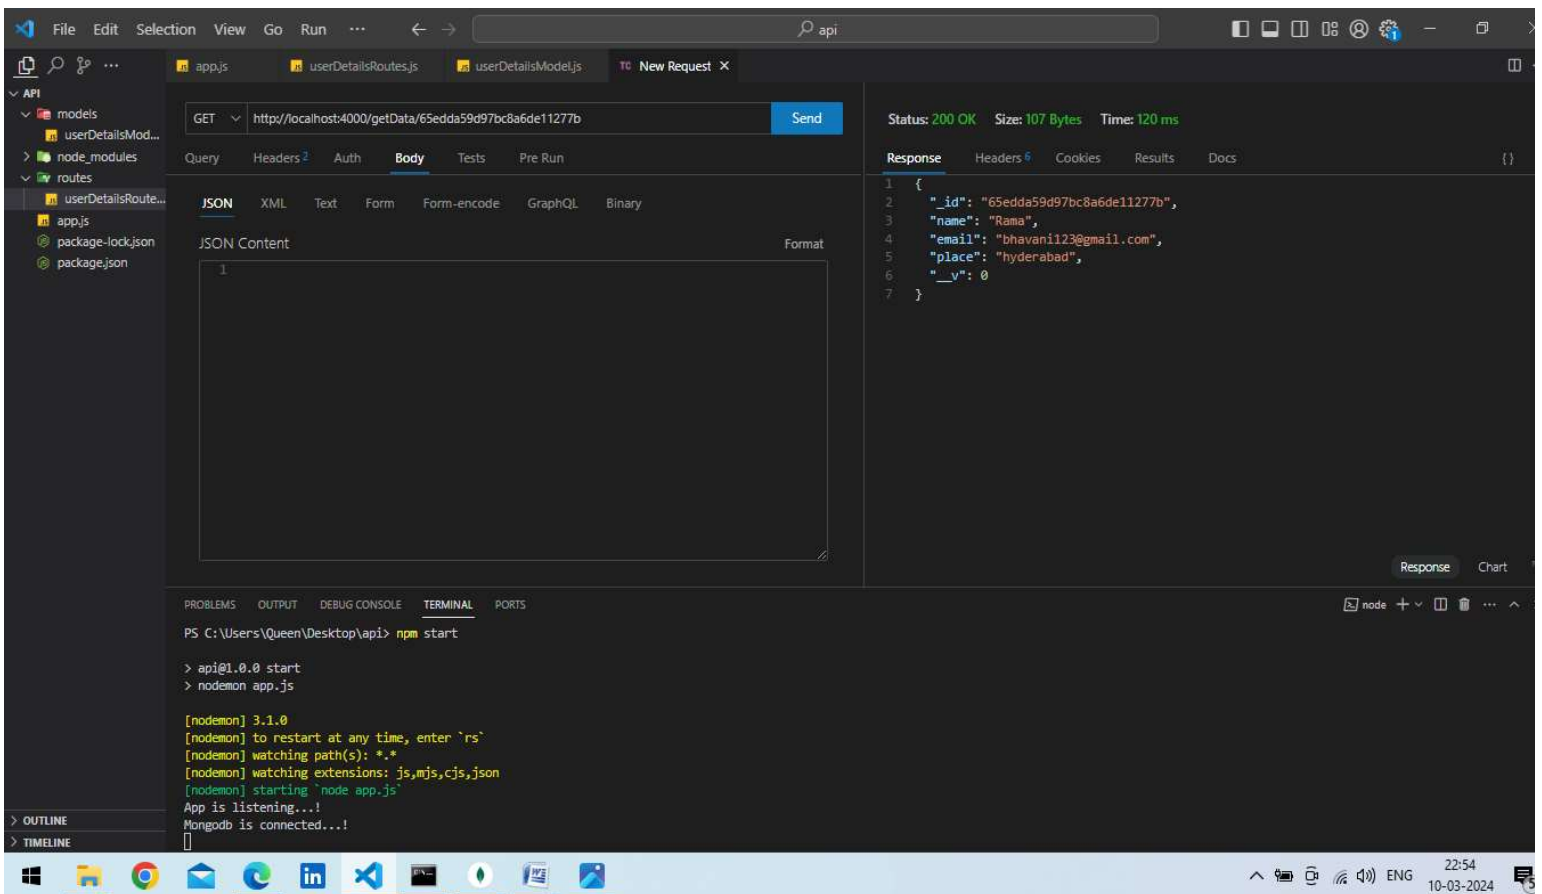 File Edit Selection View Go Run ··· api
app.js userDetailsRoutes.js userDetailsModel.js TC New Request
API
models
userDetailsMod...
node_modules
routes
userDetailsRoute...
app.js
package-lock.json
package.json
GET http://localhost:4000/getData/65edda59d97bc8a6de11277b Send
Query Headers 2 Auth Body Tests Pre Run
JSON XML Text Form Form-encode GraphQL Binary
JSON Content Format
1
Status: 200 OK Size: 107 Bytes Time: 120 ms
Response Headers 6 Cookies Results Docs {}
1 {
2 "_id": "65edda59d97bc8a6de11277b",
3 "name": "Rama",
4 "email": "bhavani123@gmail.com",
5 "place": "hyderabad",
6 "__v": 0
7 }
Response Chart
PROBLEMS OUTPUT DEBUG CONSOLE TERMINAL PORTS node
PS C:\Users\Queen\Desktop\api> npm start
> api@1.0.0 start
> nodemon app.js
[nodemon] 3.1.0
[nodemon] to restart at any time, enter `rs`
[nodemon] watching path(s): *.*
[nodemon] watching extensions: js,mjs,cjs,json
[nodemon] starting `node app.js`
App is listening...!
Mongodb is connected...!
OUTLINE
TIMELINE
ENG
22:54
10-03-2024